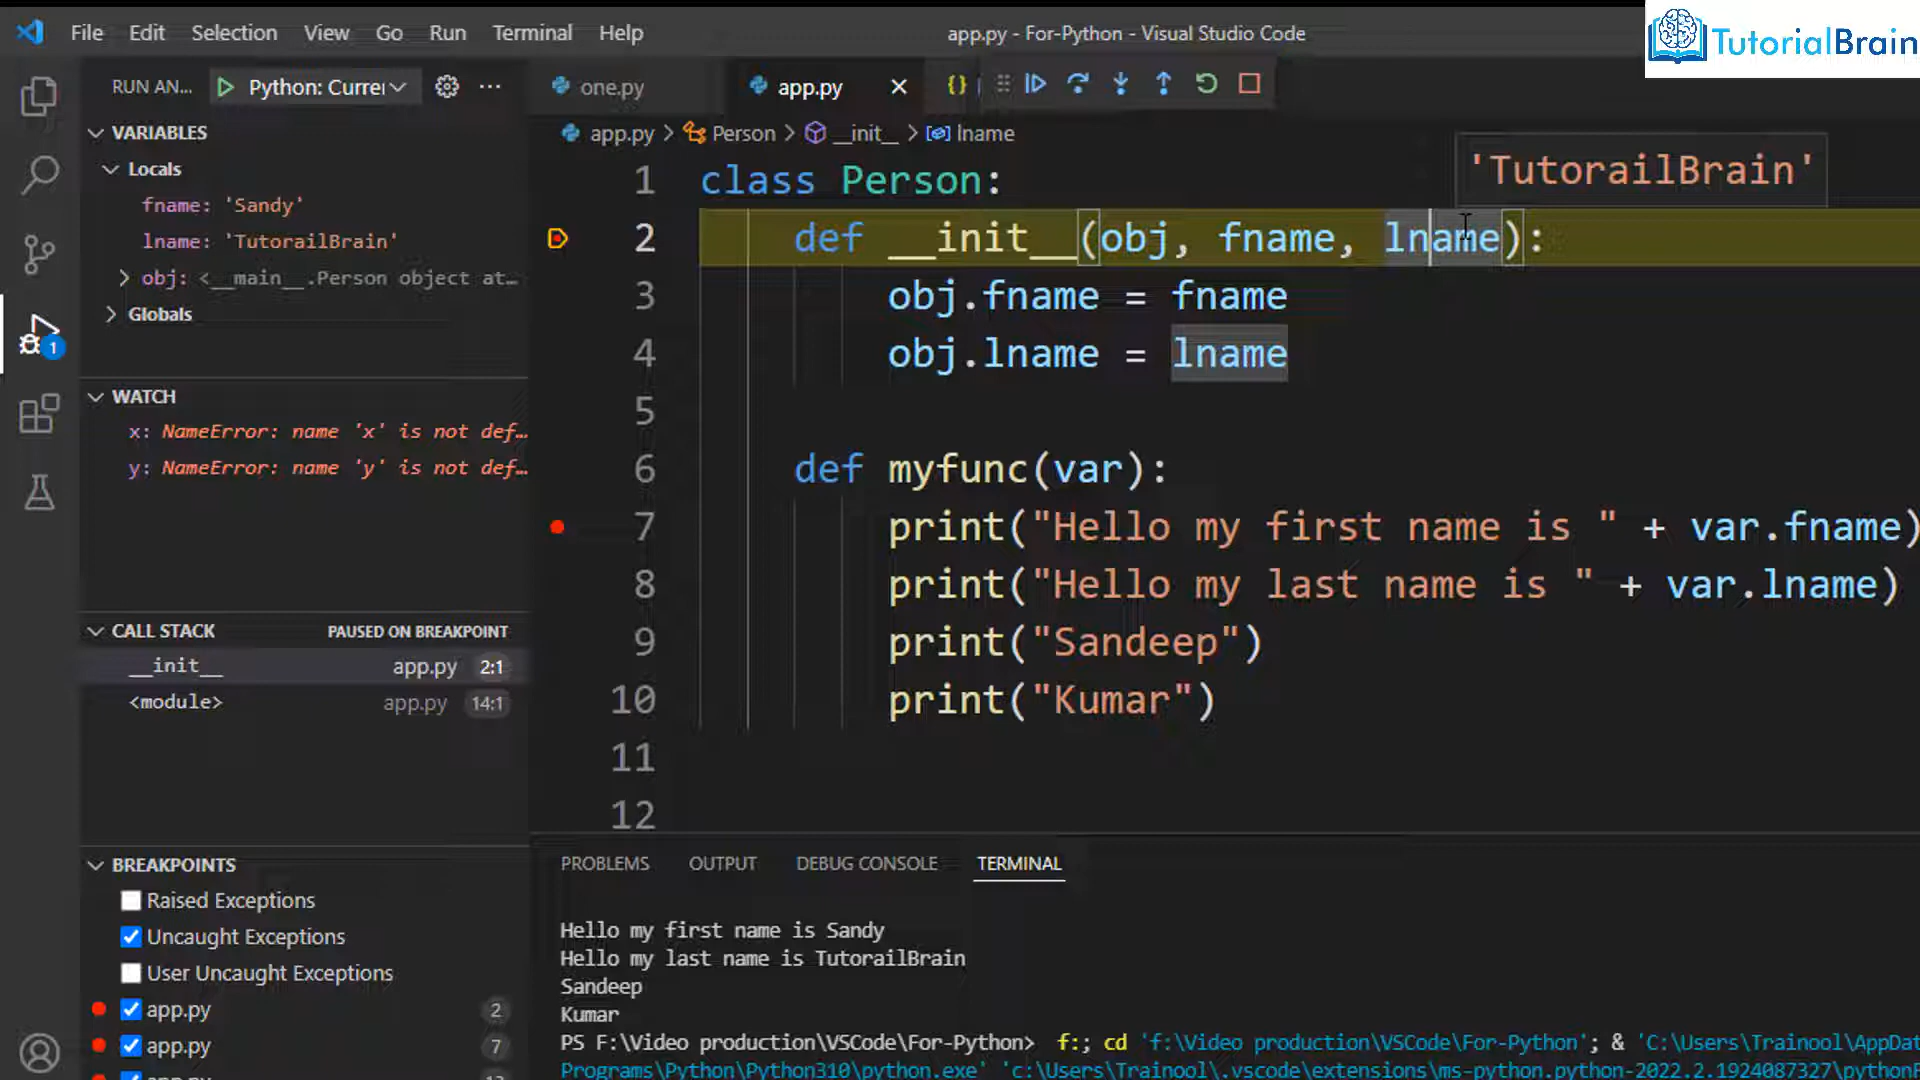 File Edit Selection View Go Run Terminal Help
app.py - For-Python - Visual Studio Code
TutorialBrain
RUN AN... Python: Curre
one.py
app.py
{}
VARIABLES
Locals
fname: 'Sandy'
lname: 'TutorailBrain'
obj: <__main__.Person object at…
Globals
WATCH
x: NameError: name 'x' is not def…
y: NameError: name 'y' is not def…
CALL STACK PAUSED ON BREAKPOINT
__init__ app.py 2:1
<module> app.py 14:1
BREAKPOINTS
Raised Exceptions
Uncaught Exceptions
User Uncaught Exceptions
app.py 2
app.py 7
1
app.py > Person > __init__ > lname
'TutorailBrain'
1 class Person:
2 def __init__(obj, fname, lname):
3 obj.fname = fname
4 obj.lname = lname
5
6 def myfunc(var):
7 print("Hello my first name is " + var.fname)
8 print("Hello my last name is " + var.lname)
9 print("Sandeep")
10 print("Kumar")
11
12
PROBLEMS OUTPUT DEBUG CONSOLE TERMINAL
Hello my first name is Sandy
Hello my last name is TutorailBrain
Sandeep
Kumar
PS F:\Video production\VSCode\For-Python> f:; cd 'f:\Video production\VSCode\For-Python'; & 'C:\Users\Trainool\AppDat
Programs\Python\Python310\python.exe' 'c:\Users\Trainool\.vscode\extensions\ms-python.python-2022.2.1924087327\pythonF